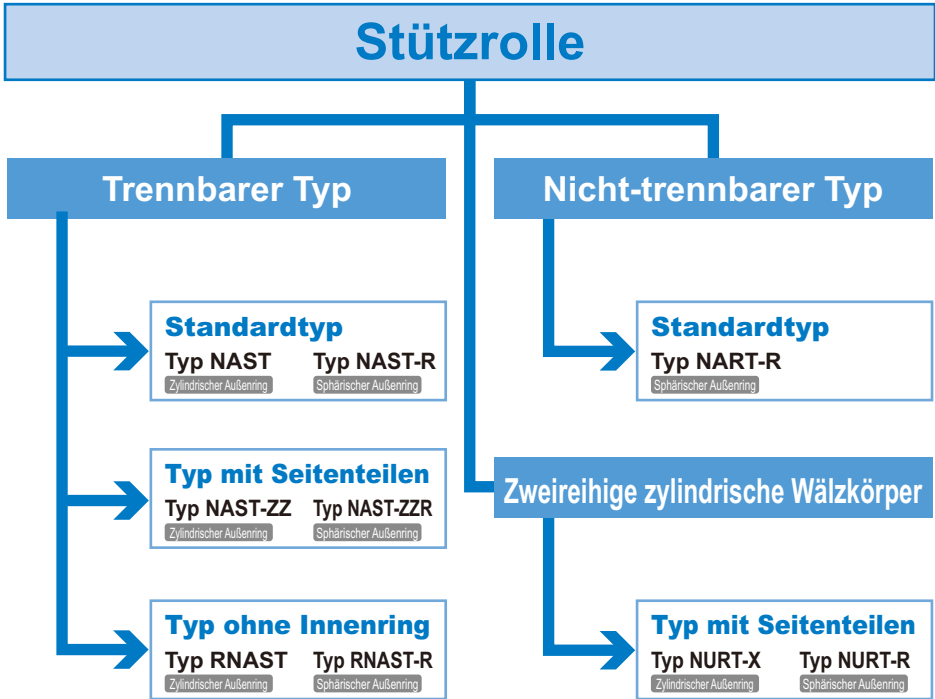 Stützrolle
Trennbarer Typ
Standardtyp
Typ NAST Typ NAST-R
Zylindrischer Außenring Sphärischer Außenring
Typ mit Seitenteilen
Typ NAST-ZZ Typ NAST-ZZR
Zylindrischer Außenring Sphärischer Außenring
Typ ohne Innenring
Typ RNAST Typ RNAST-R
Zylindrischer Außenring Sphärischer Außenring
Nicht-trennbarer Typ
Standardtyp
Typ NART-R
Sphärischer Außenring
Zweireihige zylindrische Wälzkörper
Typ mit Seitenteilen
Typ NURT-X Typ NURT-R
Zylindrischer Außenring Sphärischer Außenring